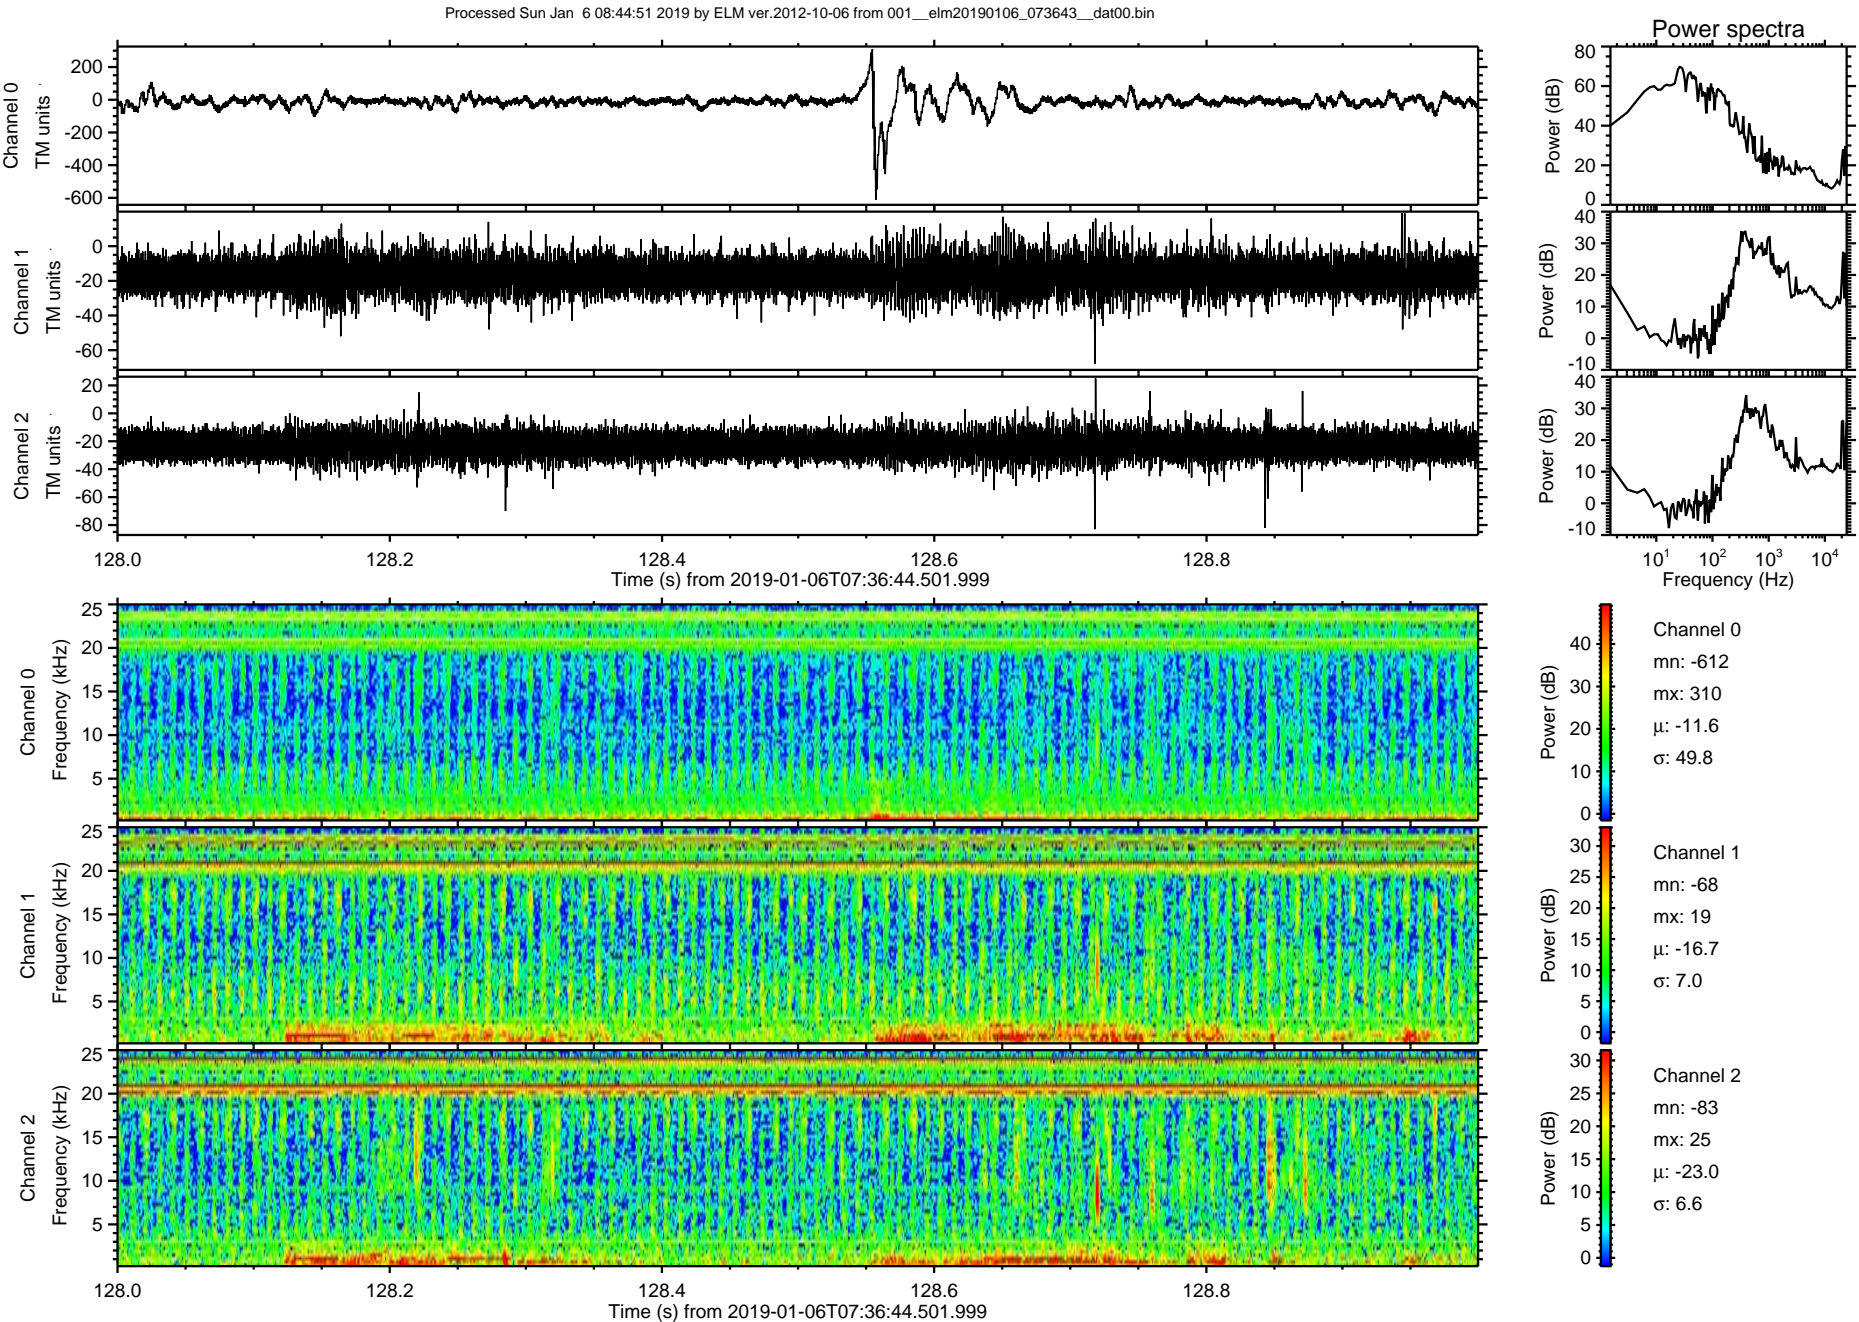 Processed Sun Jan  6 08:44:51 2019 by ELM ver.2012-10-06 from 001__elm20190106_073643__dat00.bin
Power spectra
Channel 0
TM units
200
0
-200
-400
-600
Power (dB)
80
60
40
20
0
Channel 1
TM units
0
-20
-40
-60
Power (dB)
40
30
20
10
0
-10
Channel 2
TM units
20
0
-20
-40
-60
-80
Power (dB)
40
30
20
10
0
-10
128.0 128.2 128.4 128.6 128.8
Time (s) from 2019-01-06T07:36:44.501.999
10¹ 10² 10³ 10⁴
Frequency (Hz)
Channel 0
Frequency (kHz)
25
20
15
10
5
Power (dB)
40
30
20
10
0
Channel 0
mn: -612
mx: 310
μ: -11.6
σ: 49.8
Channel 1
Frequency (kHz)
25
20
15
10
5
Power (dB)
30
25
20
15
10
5
0
Channel 1
mn: -68
mx: 19
μ: -16.7
σ: 7.0
Channel 2
Frequency (kHz)
25
20
15
10
5
Power (dB)
30
25
20
15
10
5
0
Channel 2
mn: -83
mx: 25
μ: -23.0
σ: 6.6
128.0 128.2 128.4 128.6 128.8
Time (s) from 2019-01-06T07:36:44.501.999